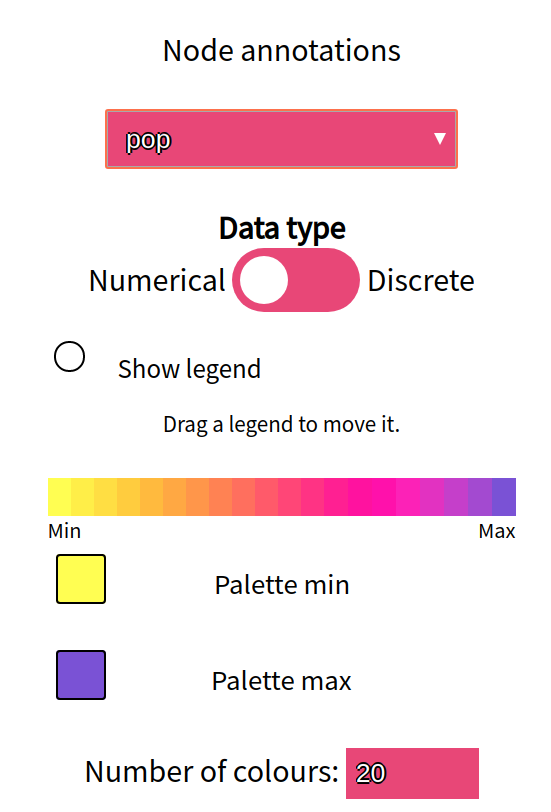 Node annotations
pop
Data type
Numerical Discrete
Show legend
Drag a legend to move it.
Min Max
Palette min
Palette max
Number of colours: 20